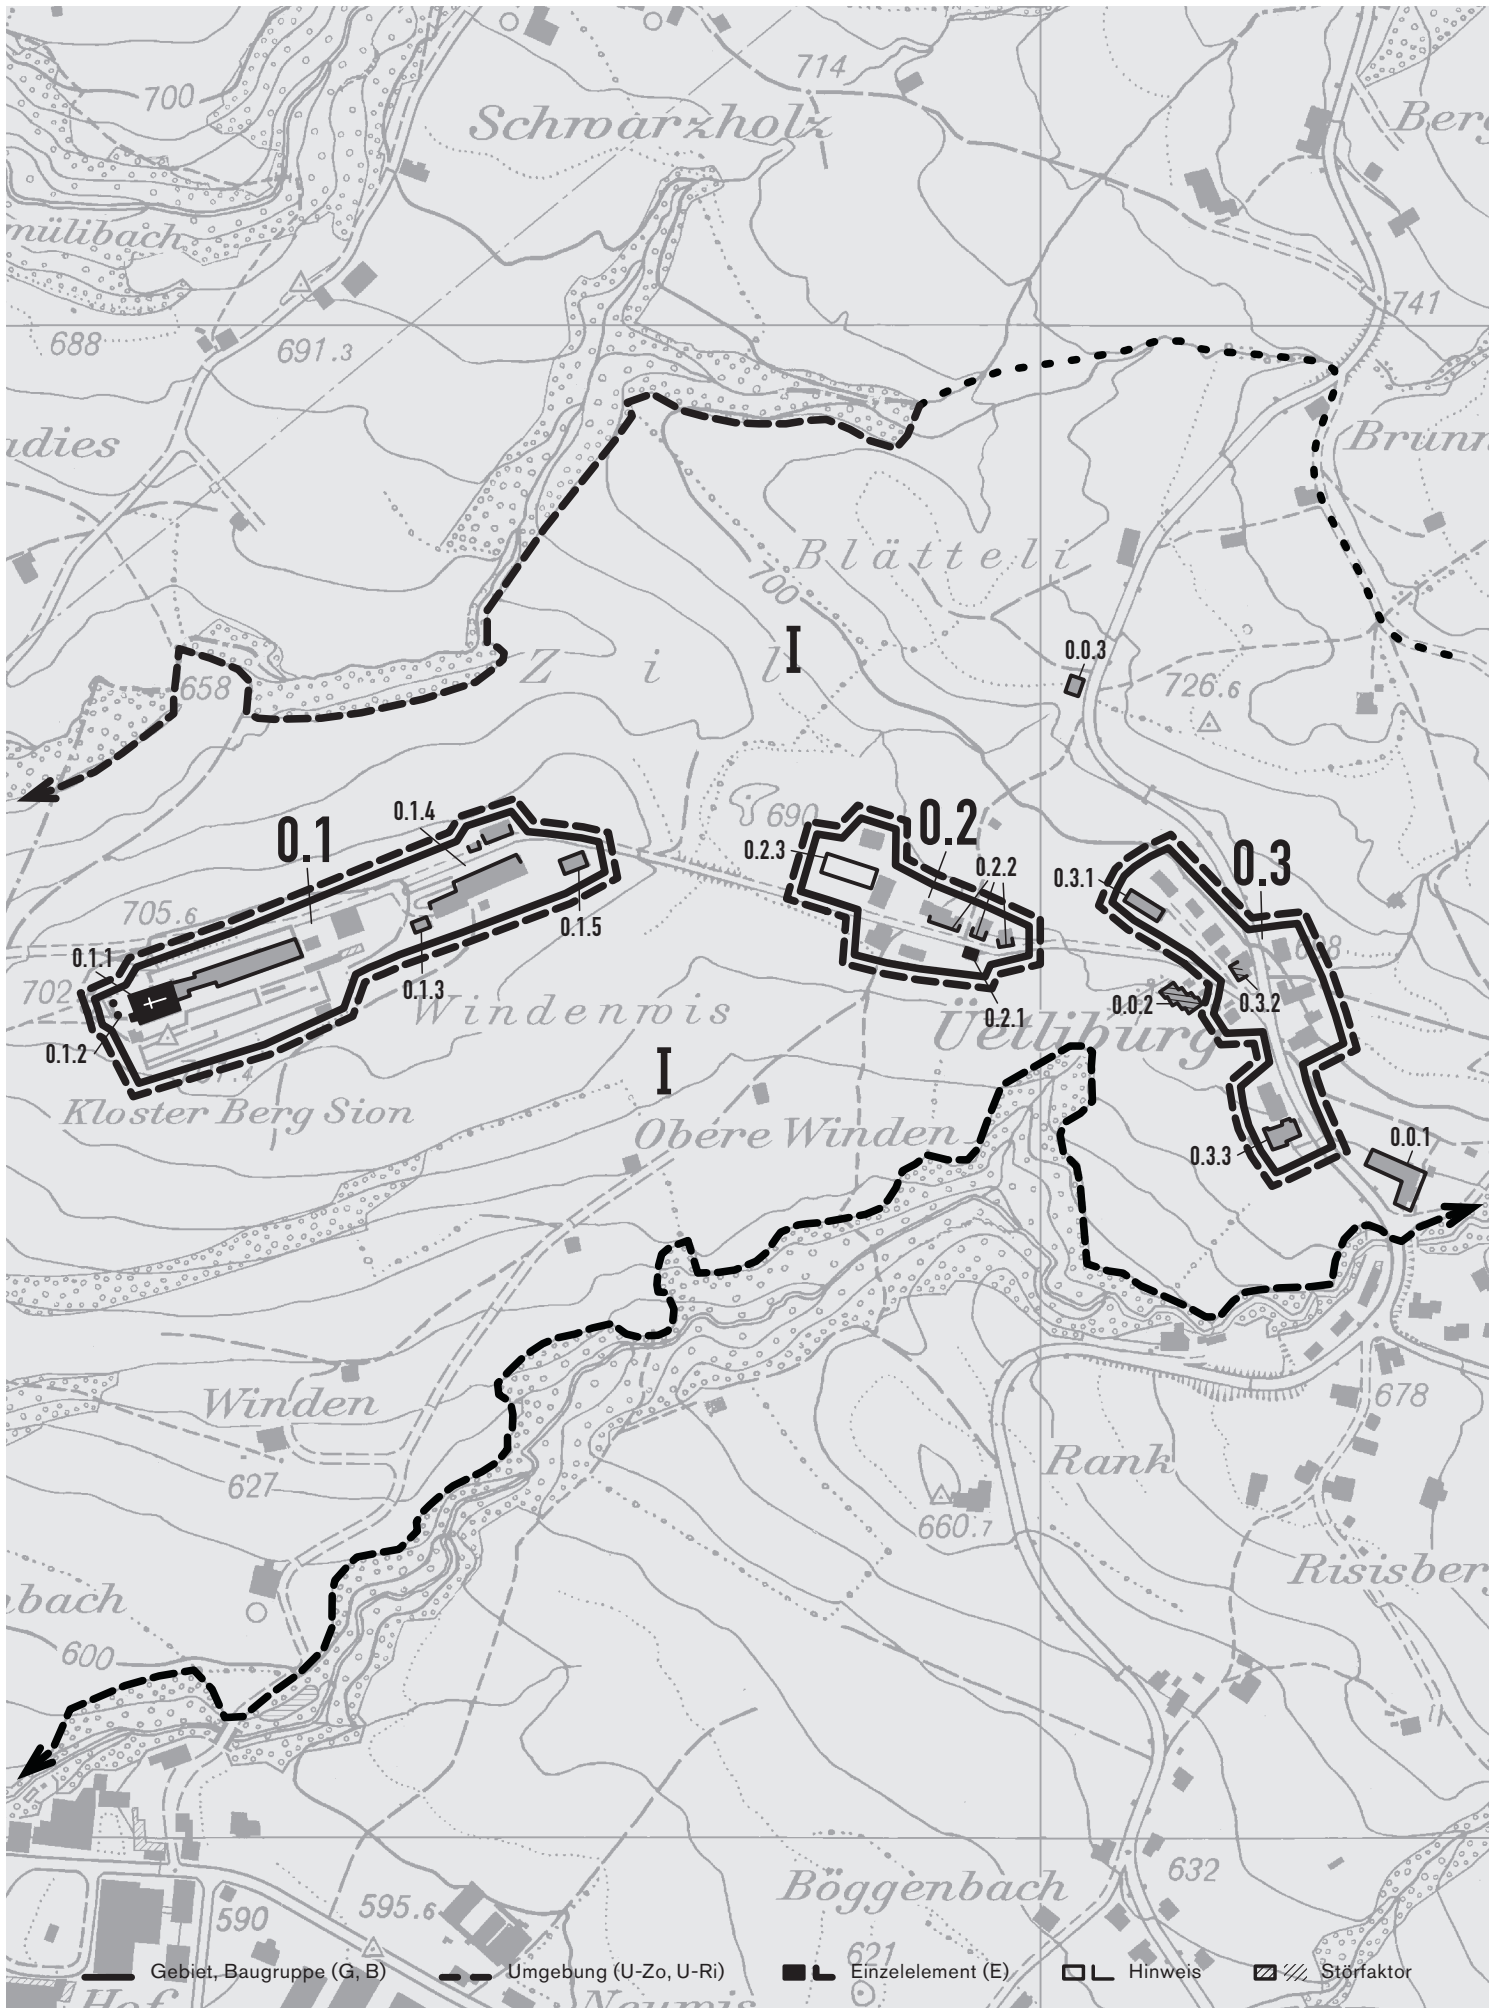 714
Schwarzholz
700
Berg
mülibach
741
688
691.3
adies
Brunn
Blätteli
700
I
0.0.3
Zil
726.6
658
0.1.4
690
0.2
0.1
0.2.3
0.3
0.2.2
0.3.1
705.6
0.1.5
698
0.1.1
702
0.1.3
0.3.2
0.0.2
Windenwis
0.2.1
Uetliburg
0.1.2
I
Kloster Berg Sion
Obere Winden
0.0.1
0.3.3
Winden
678
Rank
627
660.7
Risisber
bach
600
632
Böggenbach
595.6
590
621
Gebiet, Baugruppe (G, B)
Umgebung (U-Zo, U-Ri)
Einzelelement (E)
Hinweis
Störfaktor
Hof
Neuwis